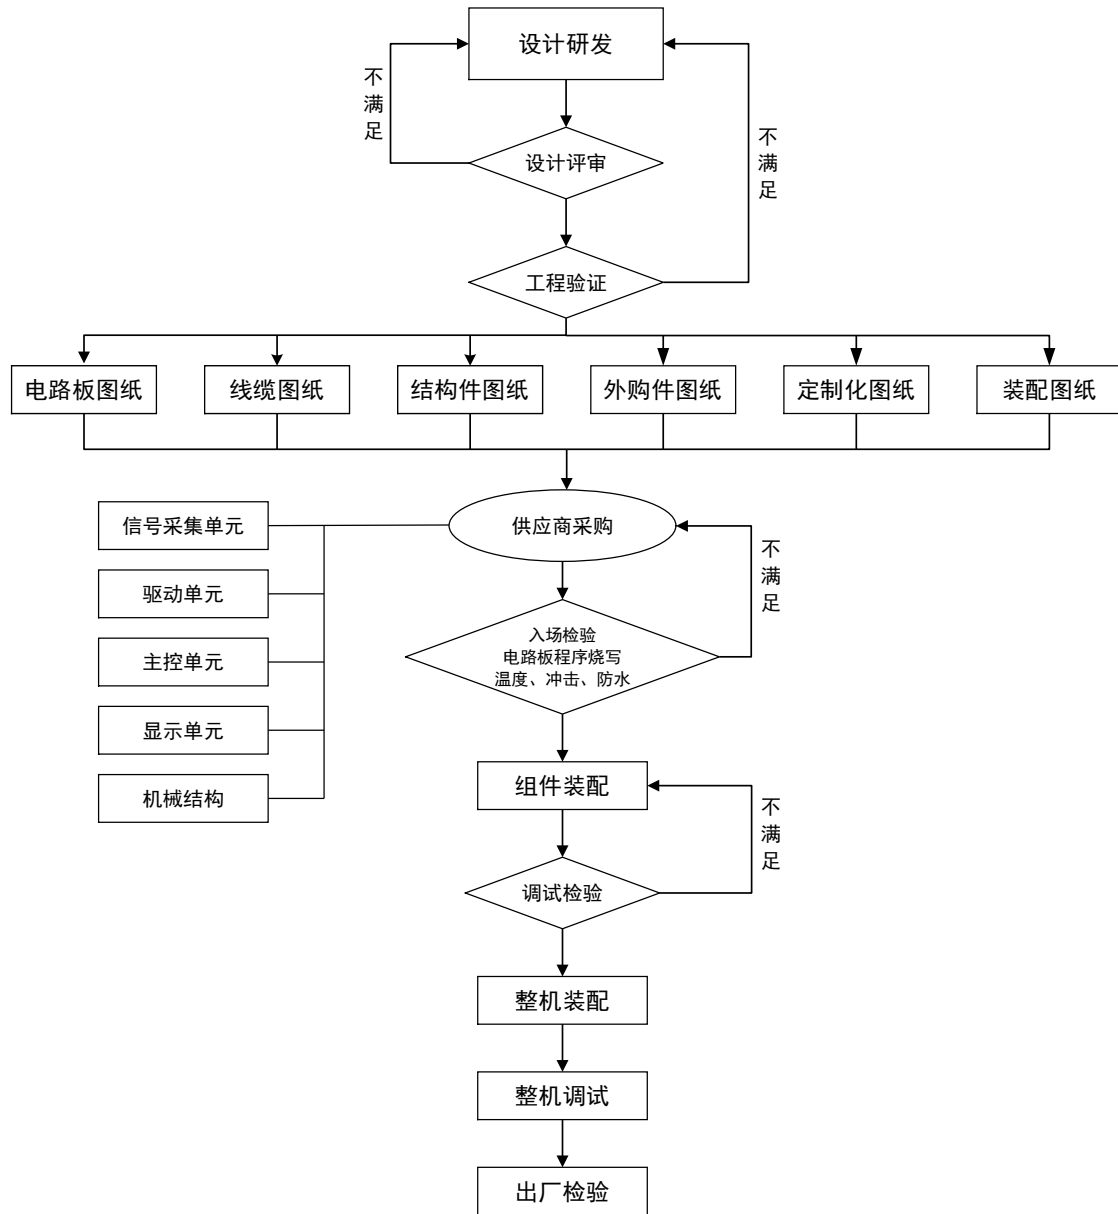 设计研发
不满足
设计评审
不满足
工程验证
电路板图纸
线缆图纸
结构件图纸
外购件图纸
定制化图纸
装配图纸
供应商采购
信号采集单元
驱动单元
主控单元
显示单元
机械结构
不满足
入场检验
电路板程序烧写
温度、冲击、防水
组件装配
不满足
调试检验
整机装配
整机调试
出厂检验